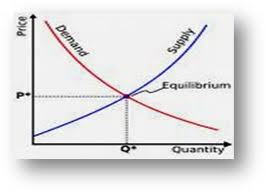 Price
Demand
Supply
Equilibrium
P*
Q*
Quantity